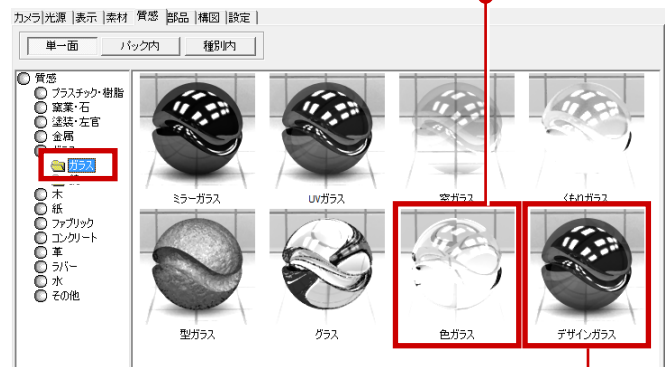 カメラ|光源 |表示 |素材 質感 |部品 |構図 |設定 |
単一面 パック内 種別内
質感
プラスチック・樹脂
窯業・石
塗装・左官
金属
ガラス
木
紙
ファブリック
コンクリート
革
ラバー
水
その他
ミラーガラス UVガラス 窓ガラス くもりガラス
型ガラス グラス 色ガラス デザインガラス